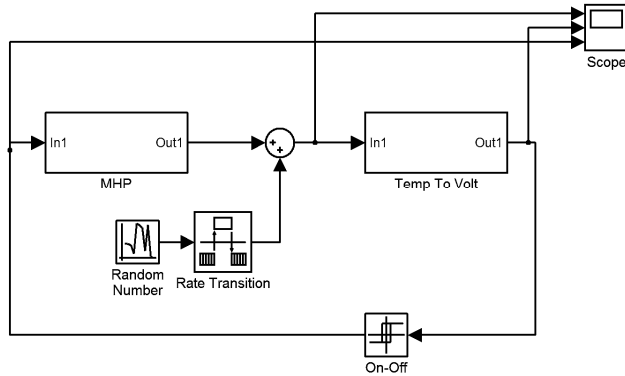 Scope
In1
Out1
MHP
In1
Out1
Temp To Volt
Random
Number
Rate Transition
On-Off